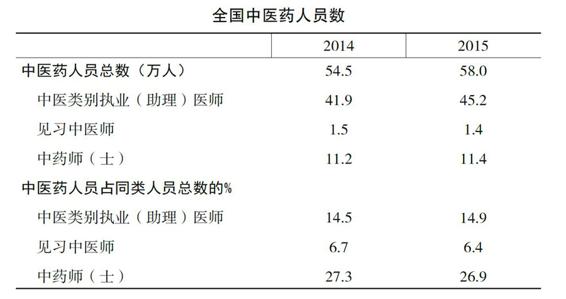 全国中医药人员数
2014 2015
中医药人员总数（万人） 54.5 58.0
中医类别执业（助理）医师 41.9 45.2
见习中医师 1.5 1.4
中药师（士） 11.2 11.4
中医药人员占同类人员总数的%
中医类别执业（助理）医师 14.5 14.9
见习中医师 6.7 6.4
中药师（士） 27.3 26.9